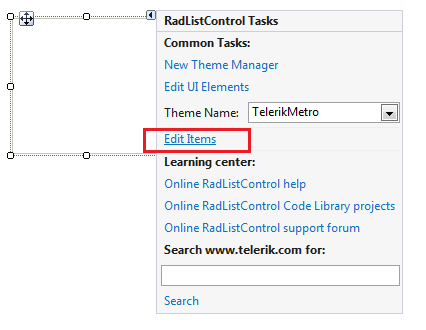 RadListControl Tasks
Common Tasks:
New Theme Manager
Edit UI Elements
Theme Name: TelerikMetro
Edit Items
Learning center:
Online RadListControl help
Online RadListControl Code Library projects
Online RadListControl support forum
Search www.telerik.com for:
Search